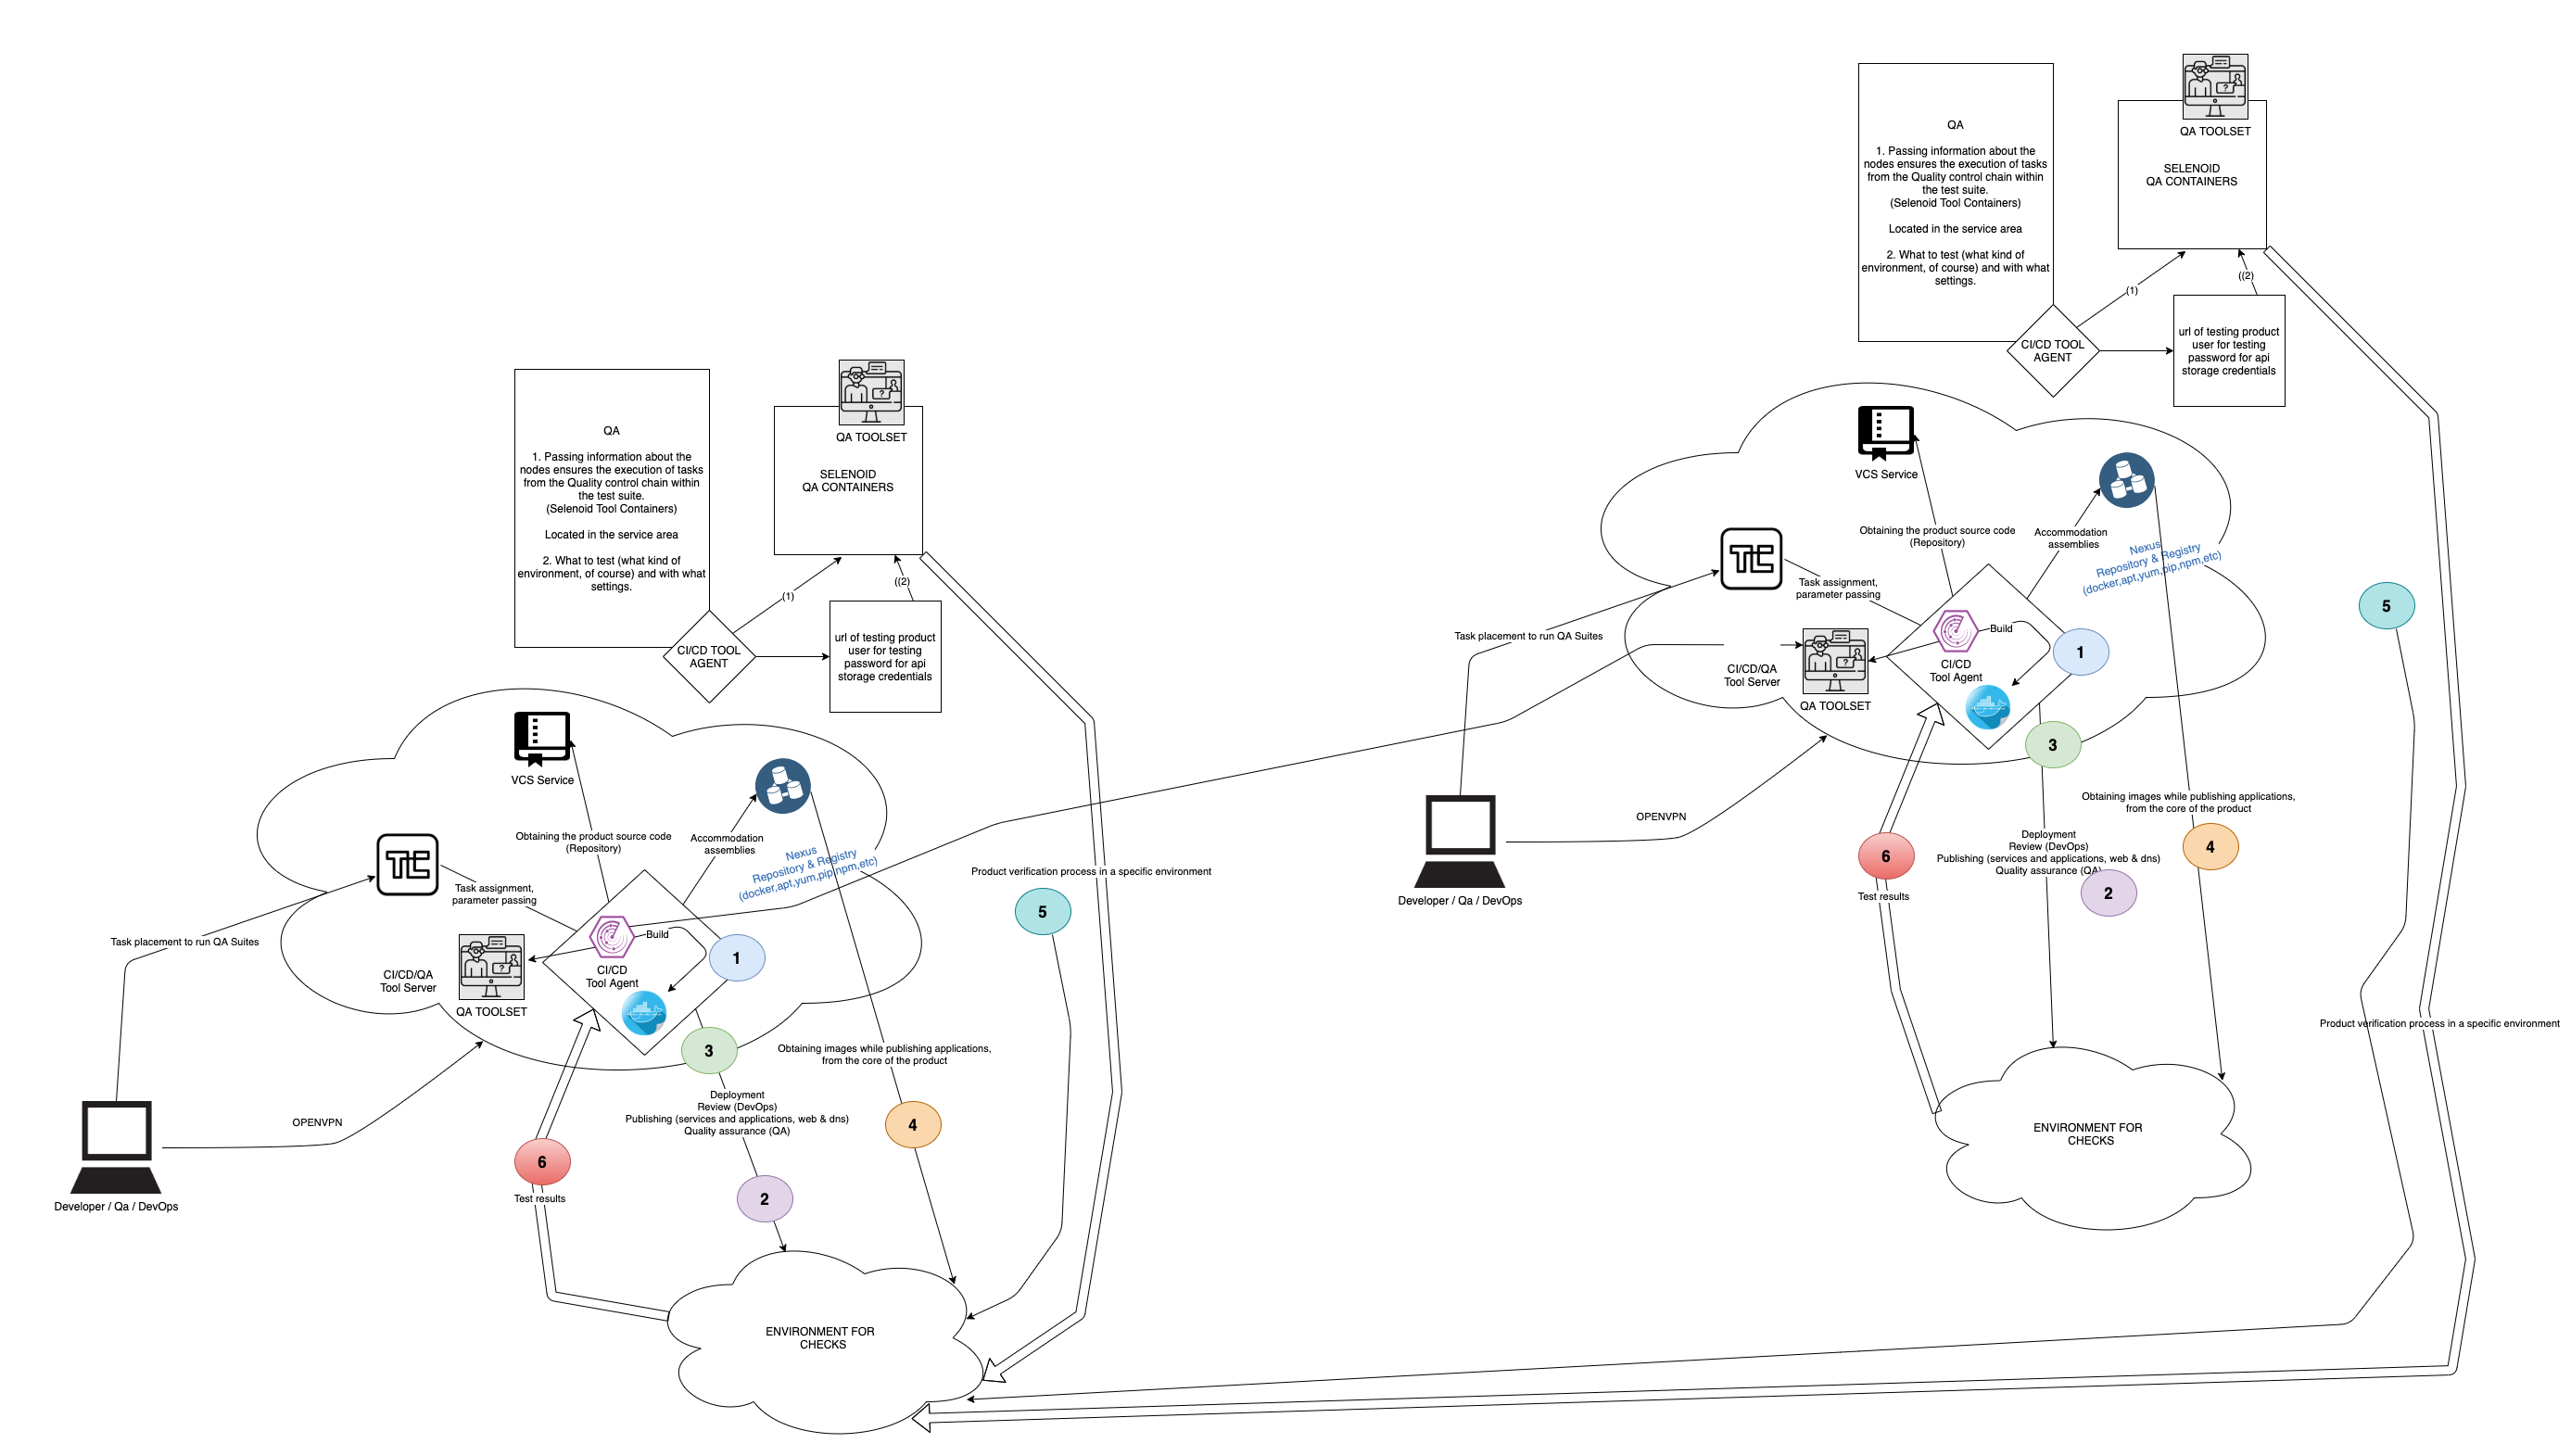 QA
1. Passing information about the
nodes ensures the execution of tasks
from the Quality control chain within
the test suite.
(Selenoid Tool Containers)
Located in the service area
2. What to test (what kind of
environment, of course) and with what
settings.
QA TOOLSET
SELENOID
QA CONTAINERS
(1)
((2)
CI/CD TOOL
AGENT
url of testing product
user for testing
password for api
storage credentials
VCS Service
Obtaining the product source code
(Repository)
Accommodation
assemblies
Nexus
Repository & Registry
(docker,apt,yum,pip,npm,etc)
TC
Task assignment,
parameter passing
Task placement to run QA Suites
Build
1
CI/CD
Tool Agent
CI/CD/QA
Tool Server
QA TOOLSET
3
OPENVPN
Developer / Qa / DevOps
Obtaining images while publishing applications,
from the core of the product
Deployment
Review (DevOps)
Publishing (services and applications, web & dns)
Quality assurance (QA)
4
2
6
Test results
5
Product verification process in a specific environment
ENVIRONMENT FOR
CHECKS
QA
1. Passing information about the
nodes ensures the execution of tasks
from the Quality control chain within
the test suite.
(Selenoid Tool Containers)
Located in the service area
2. What to test (what kind of
environment, of course) and with what
settings.
QA TOOLSET
SELENOID
QA CONTAINERS
(1)
((2)
CI/CD TOOL
AGENT
url of testing product
user for testing
password for api
storage credentials
VCS Service
Obtaining the product source code
(Repository)
Accommodation
assemblies
Nexus
Repository & Registry
(docker,apt,yum,pip,npm,etc)
TC
Task assignment,
parameter passing
Task placement to run QA Suites
Build
1
CI/CD
Tool Agent
CI/CD/QA
Tool Server
QA TOOLSET
3
OPENVPN
Developer / Qa / DevOps
Obtaining images while publishing applications,
from the core of the product
Deployment
Review (DevOps)
Publishing (services and applications, web & dns)
Quality assurance (QA)
4
2
6
Test results
5
Product verification process in a specific environment
ENVIRONMENT FOR
CHECKS